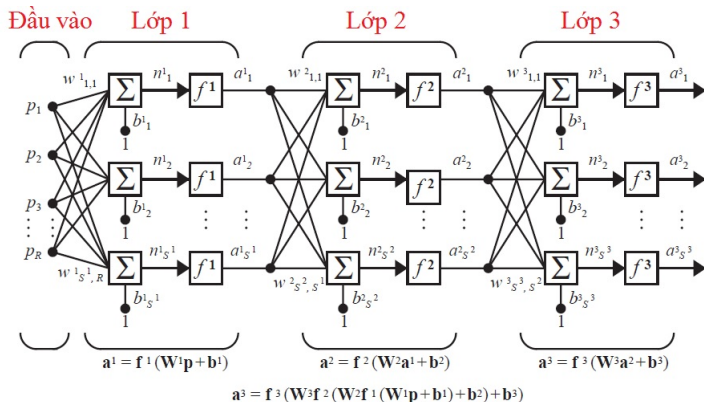 Đầu vào Lớp 1 Lớp 2 Lớp 3
w¹₁,₁ n¹₁ a¹₁ w²₁,₁ n²₁ a²₁ w³₁,₁ n³₁ a³₁
p₁ Σ f¹ Σ f² Σ f³
b¹₁ b²₁ b³₁
1 1 1
n¹₂ a¹₂ n²₂ a²₂ n³₂ a³₂
p₂ Σ f¹ Σ f² Σ f³
p₃ b¹₂ b²₂ b³₂
1 1 1
n¹S¹ a¹S¹ n²S² a²S² n³S³ a³S³
pR Σ f¹ Σ f² Σ f³
w¹S¹, R w²S², S¹ w³S³, S²
b¹S¹ b²S² b³S³
1 1 1
a¹ = f¹ (W¹p + b¹) a² = f² (W²a¹ + b²) a³ = f³ (W³a² + b³)
a³ = f³ (W³f² (W²f¹ (W¹p + b¹) + b²) + b³)